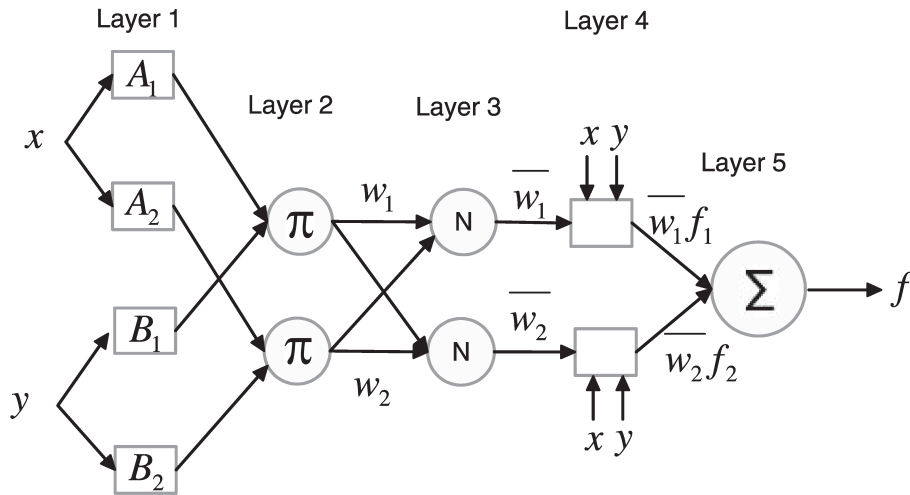 Layer 1
Layer 4
A₁
Layer 2
Layer 3
x y
x
Layer 5
A₂
w₁
w̅₁
w̅₁f₁
π
N
Σ
f
B₁
w̅₂
π
N
w₂
w̅₂f₂
y
x y
B₂